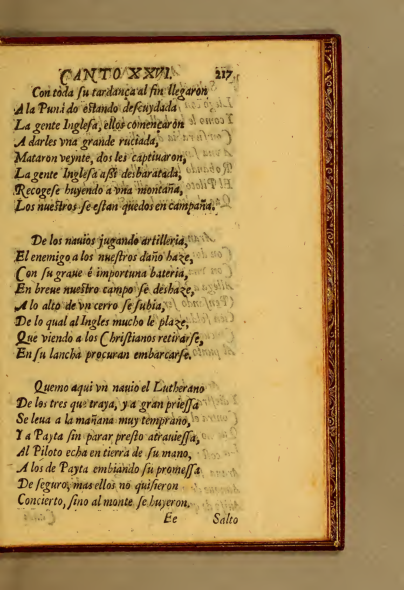 CANTO XXVI. 217
Con toda ſu tardança al fin llegaron
A la Puná do eſtando deſcuydada
La gente Ingleſa, ellos començaron
A darles vna grande ruciada,
Mataron veynte, dos les captiuaron,
La gente Ingleſa aſsi desbaratada,
Recogeſe huyendo a vna montaña,
Los nueſtros ſe eſtan quedos en campaña.
De los nauios jugando artilleria,
El enemigo a los nueſtros daño haze,
Con ſu graue é importuna bateria,
En breue nueſtro campo ſe deshaze,
A lo alto de vn cerro ſe ſubia,
De lo qual al Ingles mucho le plaze,
Que viendo a los Chriſtianos retirarſe,
En ſu lancha procuran embarcarſe.
Quemo aqui vn nauio el Lutherano
De los tres que traya, y a gran prieſſa
Se leua a la mañana muy temprano,
Y a Payta ſin parar preſto atrauieſſa,
Al Piloto echa en tierra de ſu mano,
A los de Payta embiando ſu promeſſa
De ſeguro, mas ellos no quiſieron
Concierto, ſino al monte ſe huyeron.
Ee Salto